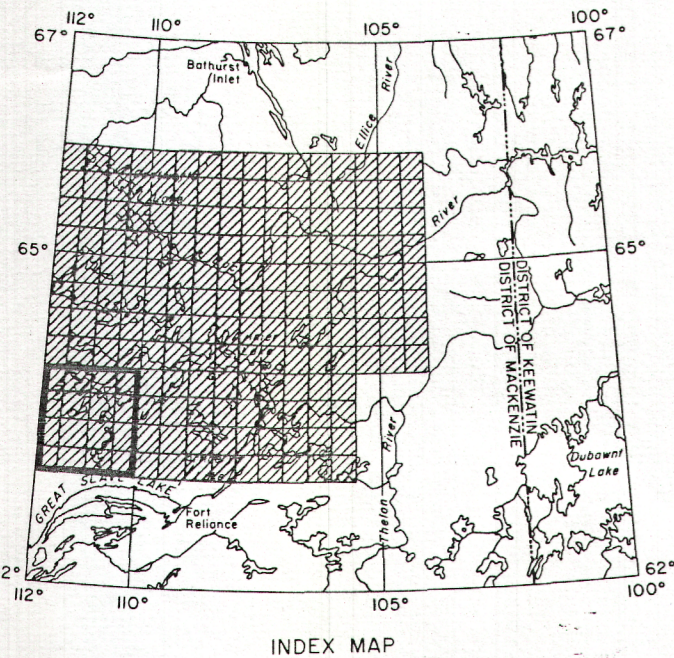 112°
110°
105°
100°
67°
67°
Bathurst
Inlet
Ellice
River
Lake
River
65°
65°
DISTRICT OF KEEWATIN
DISTRICT OF MACKENZIE
Dubawnt
Lake
Thelon
River
GREAT SLAVE LAKE
Fort
Reliance
2°
62°
112°
110°
105°
100°
INDEX MAP